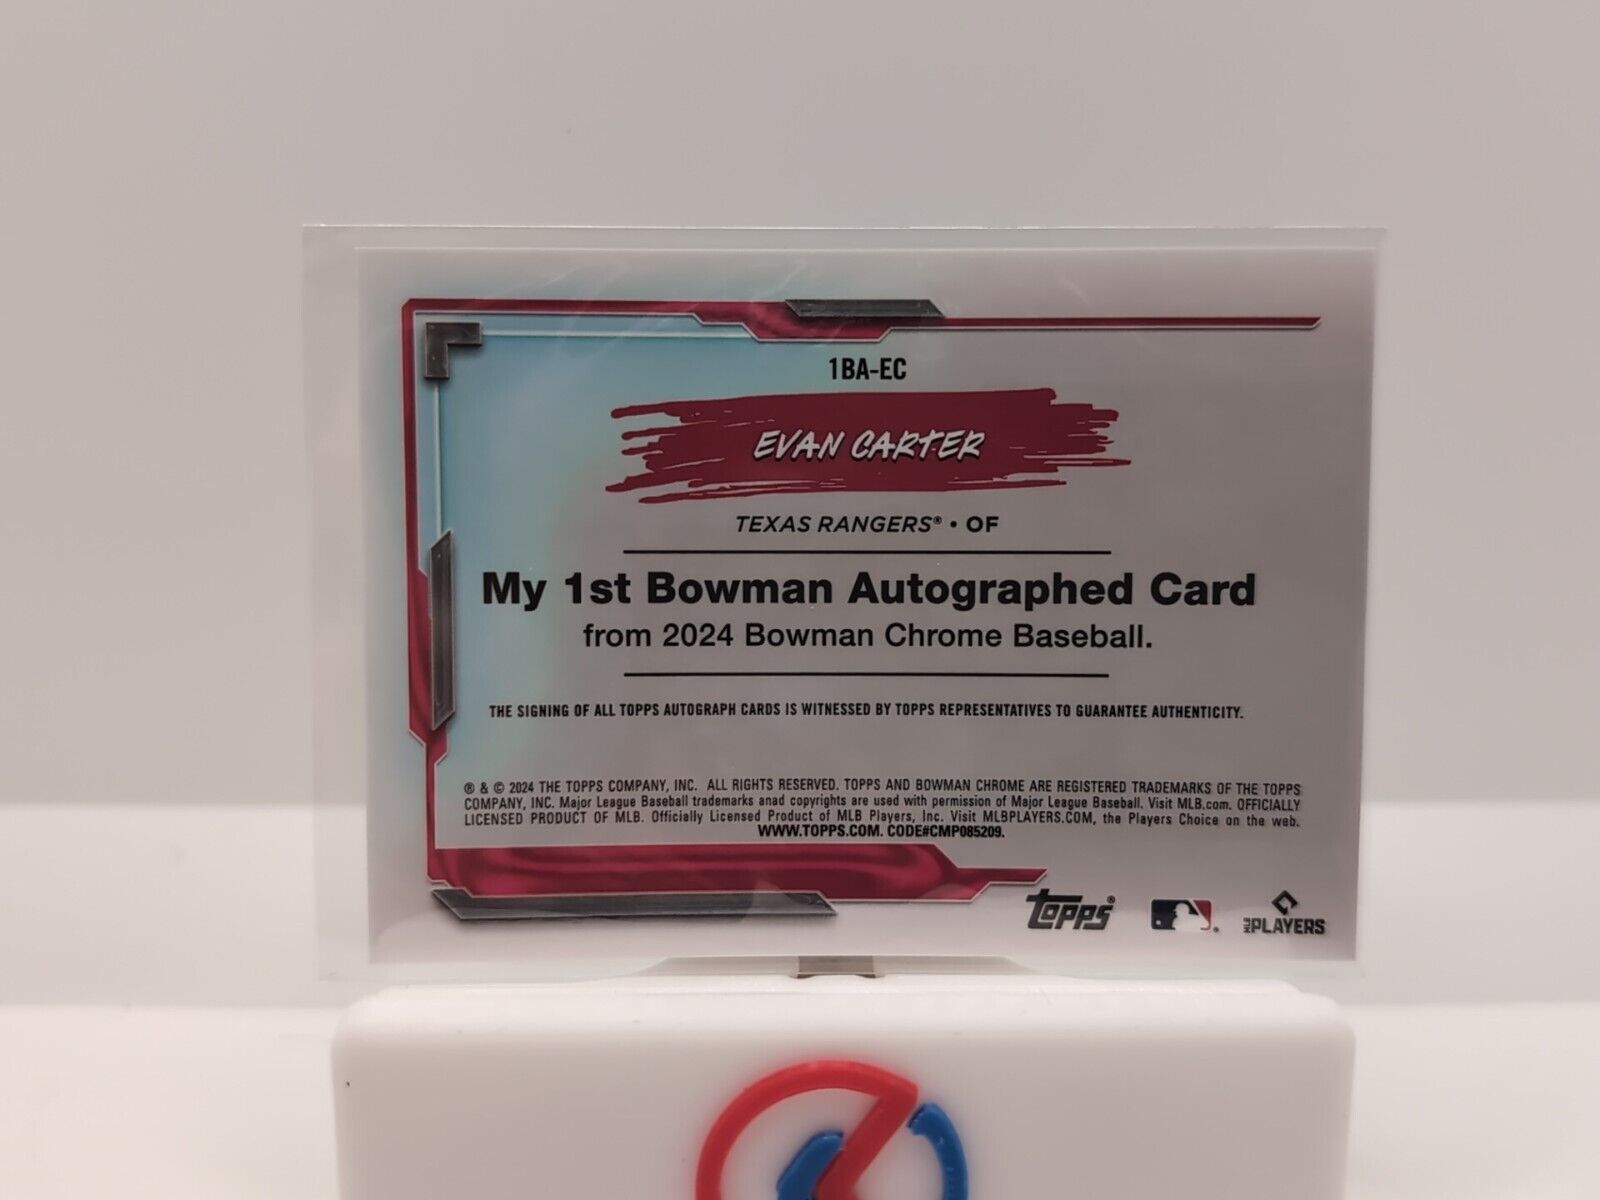 1BA-EC
EVAN CARTER
TEXAS RANGERS® • OF
My 1st Bowman Autographed Card
from 2024 Bowman Chrome Baseball.
THE SIGNING OF ALL TOPPS AUTOGRAPH CARDS IS WITNESSED BY TOPPS REPRESENTATIVES TO GUARANTEE AUTHENTICITY.
® & © 2024 THE TOPPS COMPANY, INC. ALL RIGHTS RESERVED. TOPPS AND BOWMAN CHROME ARE REGISTERED TRADEMARKS OF THE TOPPS
COMPANY, INC. Major League Baseball trademarks anad copyrights are used with permission of Major League Baseball. Visit MLB.com. OFFICIALLY
LICENSED PRODUCT OF MLB. Officially Licensed Product of MLB Players, Inc. Visit MLBPLAYERS.COM, the Players Choice on the web.
WWW.TOPPS.COM. CODE#CMP085209.
Topps®
MLB PLAYERS